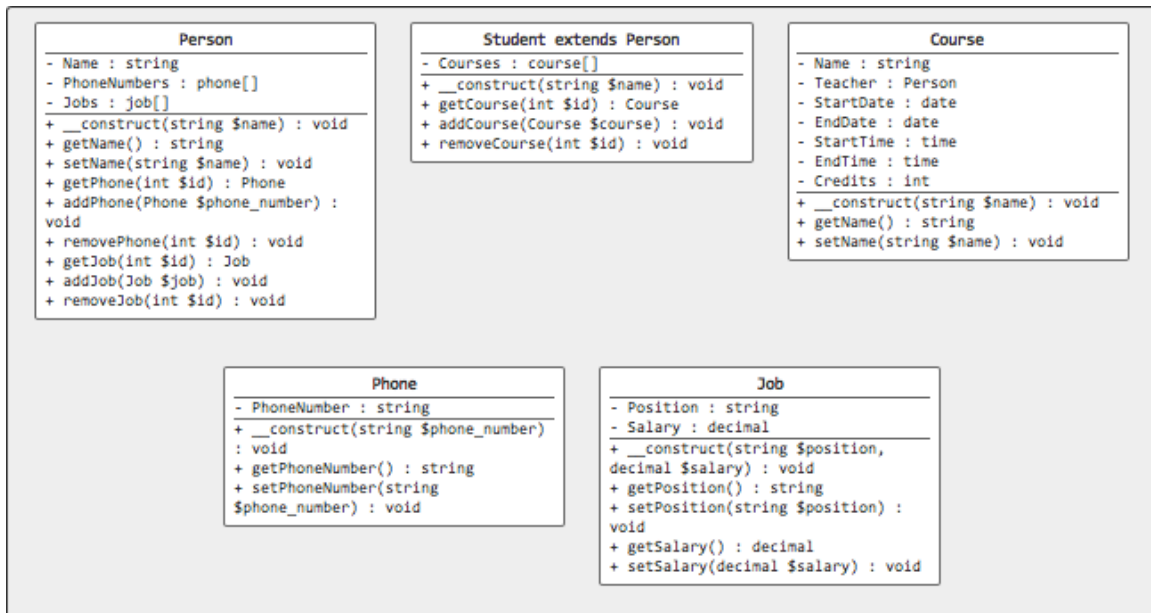 Person
- Name : string
- PhoneNumbers : phone[]
- Jobs : job[]
+ __construct(string $name) : void
+ getName() : string
+ setName(string $name) : void
+ getPhone(int $id) : Phone
+ addPhone(Phone $phone_number) :
void
+ removePhone(int $id) : void
+ getJob(int $id) : Job
+ addJob(Job $job) : void
+ removeJob(int $id) : void
Student extends Person
- Courses : course[]
+ __construct(string $name) : void
+ getCourse(int $id) : Course
+ addCourse(Course $course) : void
+ removeCourse(int $id) : void
Course
- Name : string
- Teacher : Person
- StartDate : date
- EndDate : date
- StartTime : time
- EndTime : time
- Credits : int
+ __construct(string $name) : void
+ getName() : string
+ setName(string $name) : void
Phone
- PhoneNumber : string
+ __construct(string $phone_number)
: void
+ getPhoneNumber() : string
+ setPhoneNumber(string
$phone_number) : void
Job
- Position : string
- Salary : decimal
+ __construct(string $position,
decimal $salary) : void
+ getPosition() : string
+ setPosition(string $position) :
void
+ getSalary() : decimal
+ setSalary(decimal $salary) : void